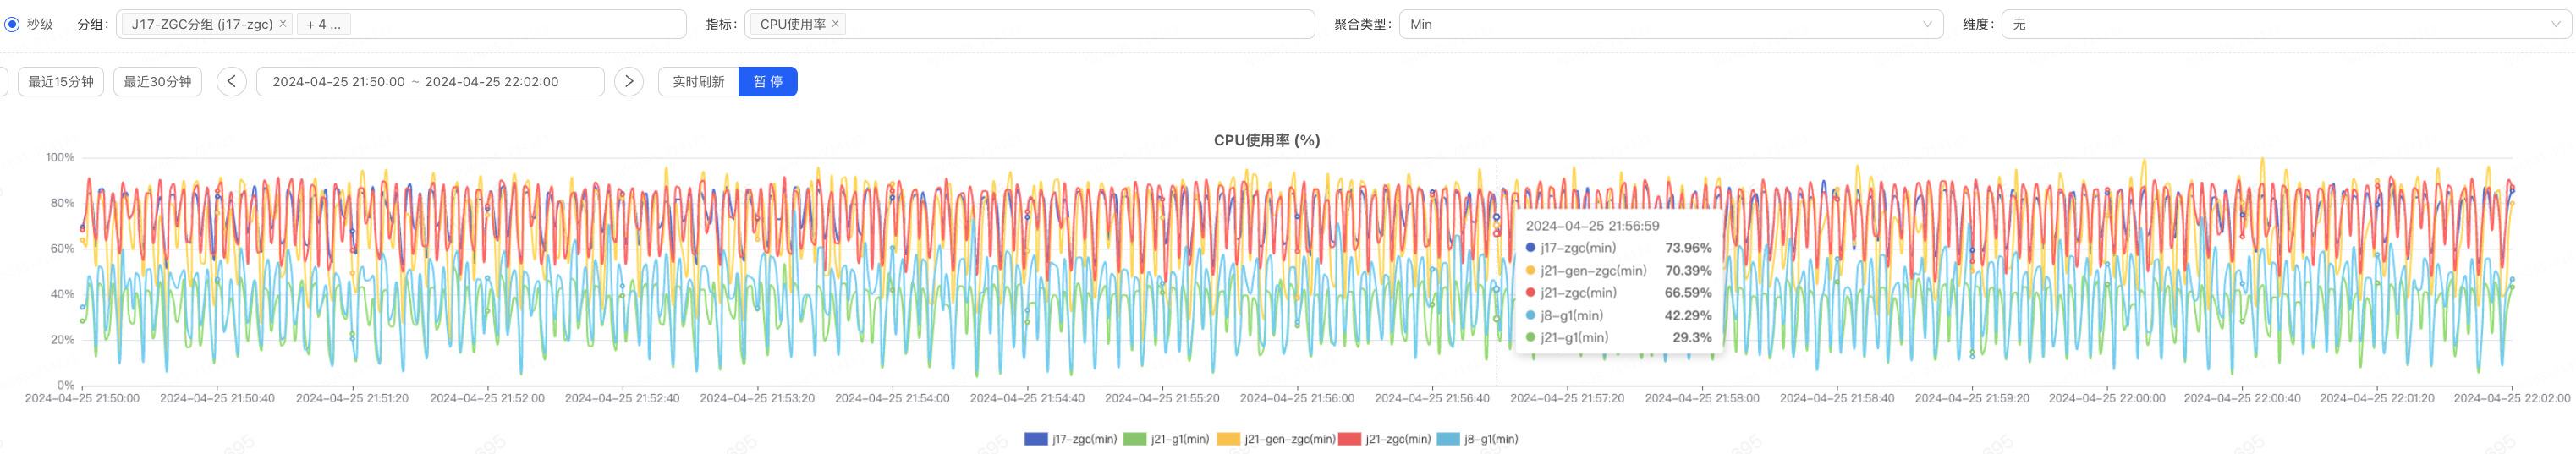 秒级 分组： J17-ZGC分组 (j17-zgc) × + 4 ... 指标： CPU使用率 × 聚合类型： Min 维度： 无
最近15分钟 最近30分钟 < 2024-04-25 21:50:00 ~ 2024-04-25 22:02:00 > 实时刷新 暂 停
CPU使用率 (%)
100%
80%
60%
40%
20%
0%
2024-04-25 21:56:59
j17-zgc(min) 73.96%
j21-gen-zgc(min) 70.39%
j21-zgc(min) 66.59%
j8-g1(min) 42.29%
j21-g1(min) 29.3%
2024-04-25 21:50:00 2024-04-25 21:50:40 2024-04-25 21:51:20 2024-04-25 21:52:00 2024-04-25 21:52:40 2024-04-25 21:53:20 2024-04-25 21:54:00 2024-04-25 21:54:40 2024-04-25 21:55:20 2024-04-25 21:56:00 2024-04-25 21:56:40 2024-04-25 21:57:20 2024-04-25 21:58:00 2024-04-25 21:58:40 2024-04-25 21:59:20 2024-04-25 22:00:00 2024-04-25 22:00:40 2024-04-25 22:01:20 2024-04-25 22:02:00
j17-zgc(min) j21-g1(min) j21-gen-zgc(min) j21-zgc(min) j8-g1(min)